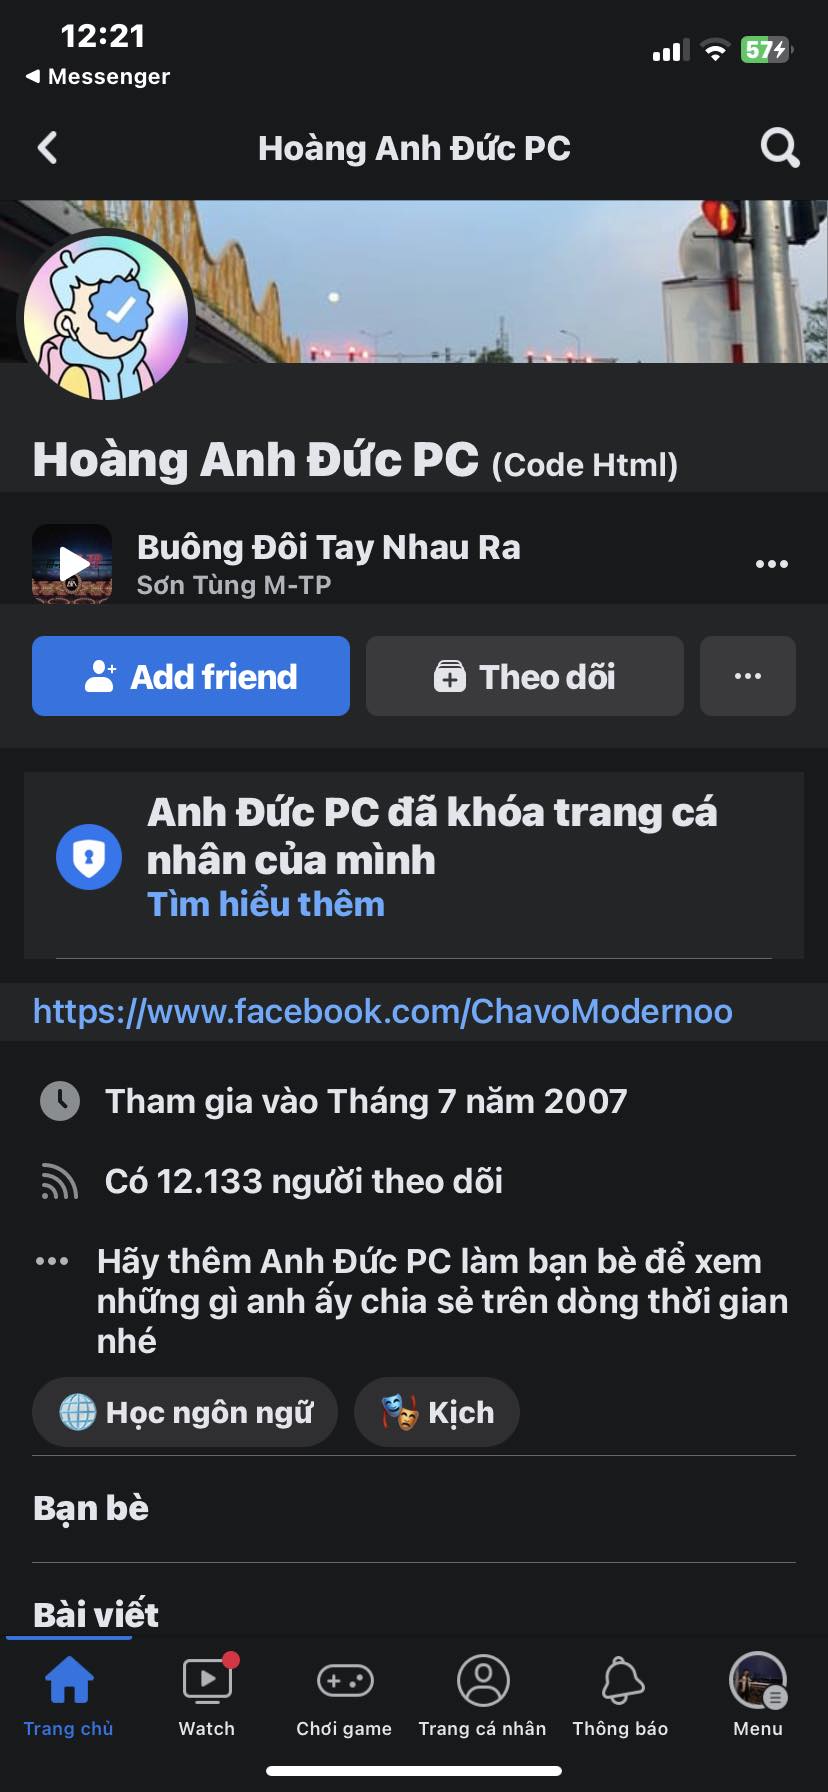 12:21
57
Messenger
Hoàng Anh Đức PC
Hoàng Anh Đức PC (Code Html)
Buông Đôi Tay Nhau Ra
Sơn Tùng M-TP
Add friend
Theo dõi
Anh Đức PC đã khóa trang cá
nhân của mình
Tìm hiểu thêm
https://www.facebook.com/ChavoModernoo
Tham gia vào Tháng 7 năm 2007
Có 12.133 người theo dõi
Hãy thêm Anh Đức PC làm bạn bè để xem
những gì anh ấy chia sẻ trên dòng thời gian
nhé
Học ngôn ngữ
Kịch
Bạn bè
Bài viết
Trang chủ
Watch
Chơi game
Trang cá nhân
Thông báo
Menu